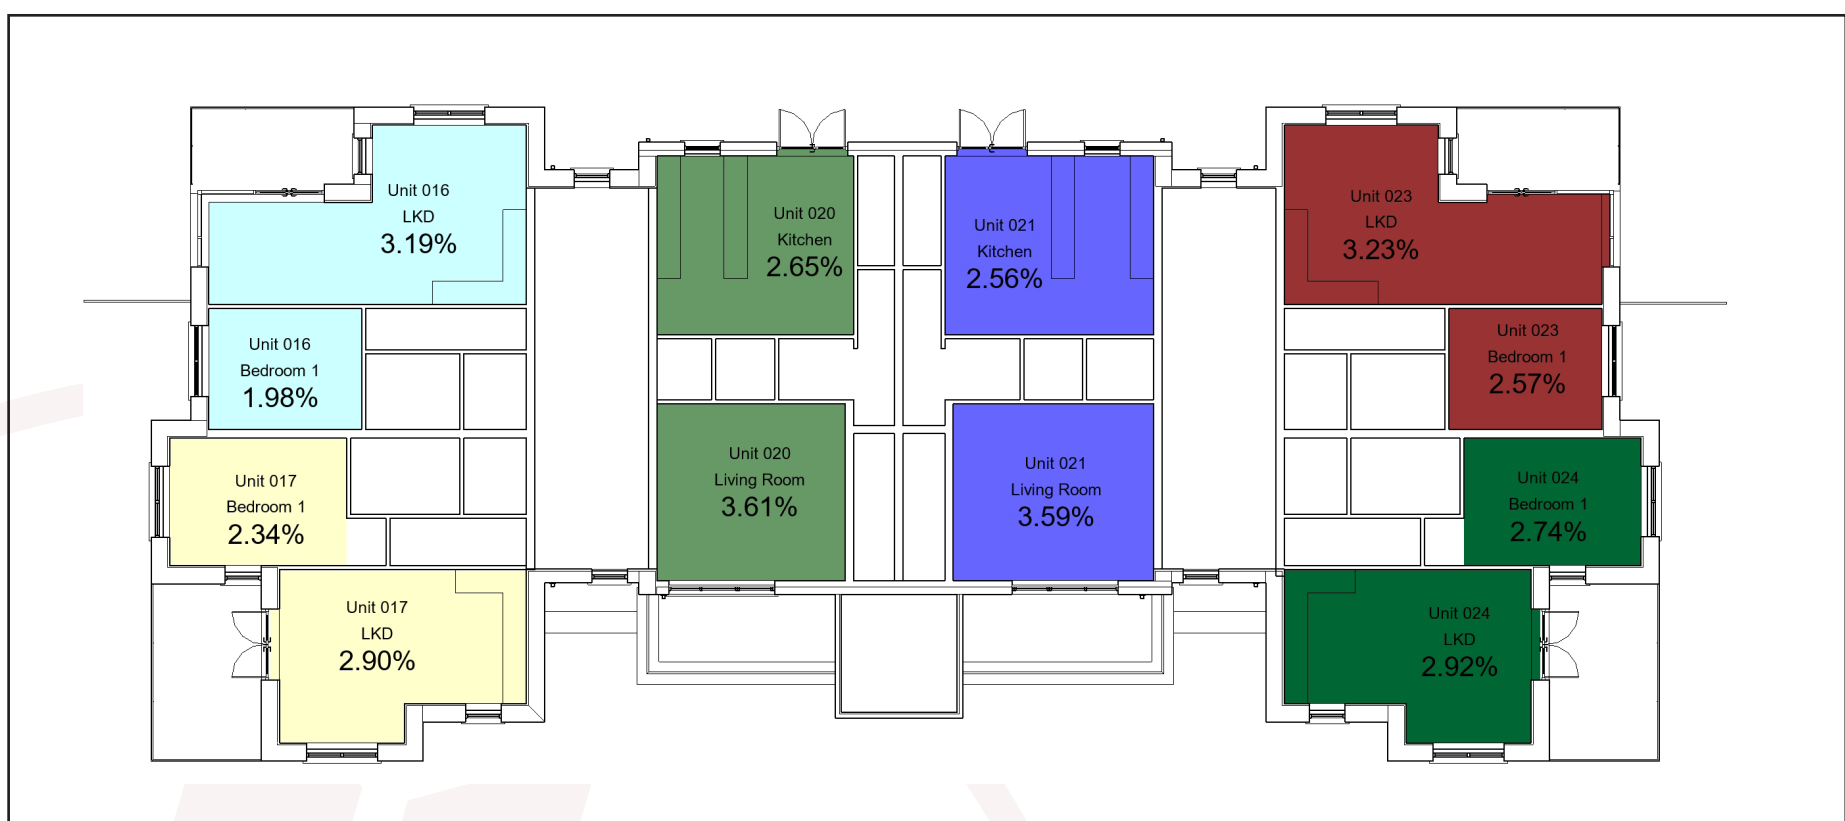 Unit 016
LKD
3.19%
Unit 020
Kitchen
2.65%
Unit 021
Kitchen
2.56%
Unit 023
LKD
3.23%
Unit 016
Bedroom 1
1.98%
Unit 023
Bedroom 1
2.57%
Unit 017
Bedroom 1
2.34%
Unit 020
Living Room
3.61%
Unit 021
Living Room
3.59%
Unit 024
Bedroom 1
2.74%
Unit 017
LKD
2.90%
Unit 024
LKD
2.92%